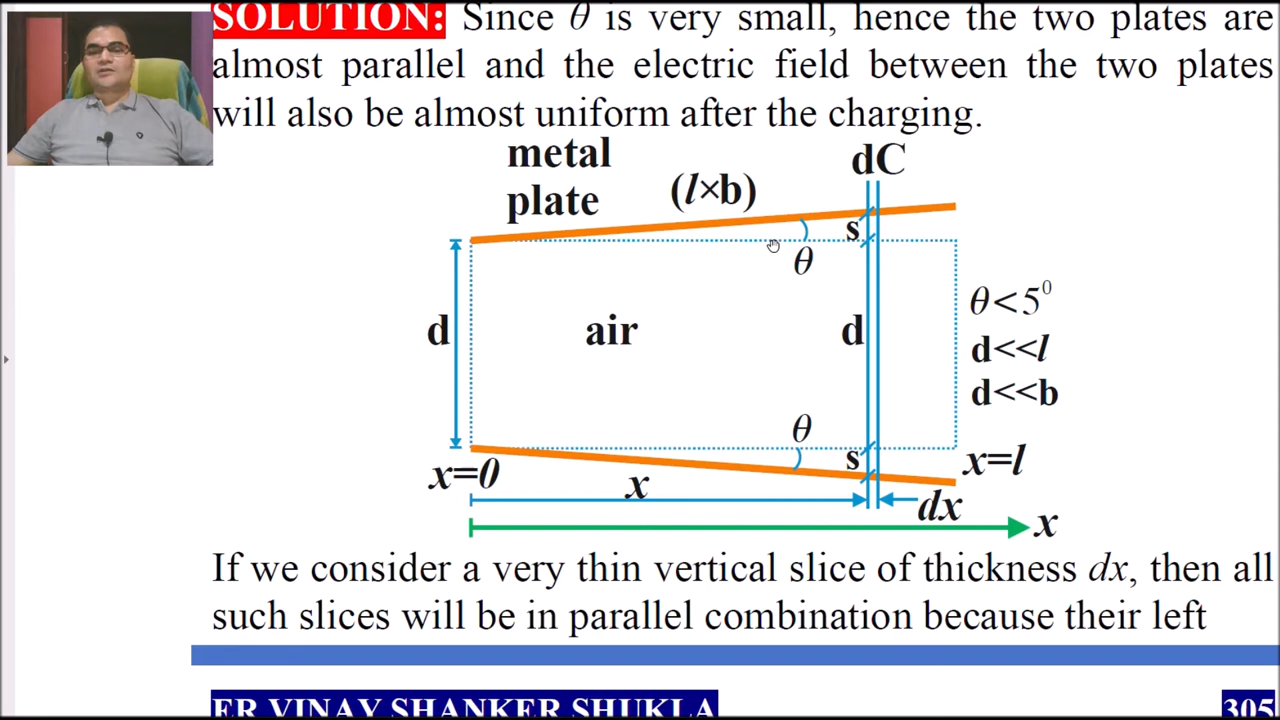 SOLUTION: Since θ is very small, hence the two plates are
almost parallel and the electric field between the two plates
will also be almost uniform after the charging.
metal
plate
(l×b)
dC
s
θ
d
air
d
θ<5⁰
d<<l
d<<b
θ
s
x=0
x
x=l
dx
x
If we consider a very thin vertical slice of thickness dx, then all
such slices will be in parallel combination because their left
ER VINAY SHANKER SHUKLA
305